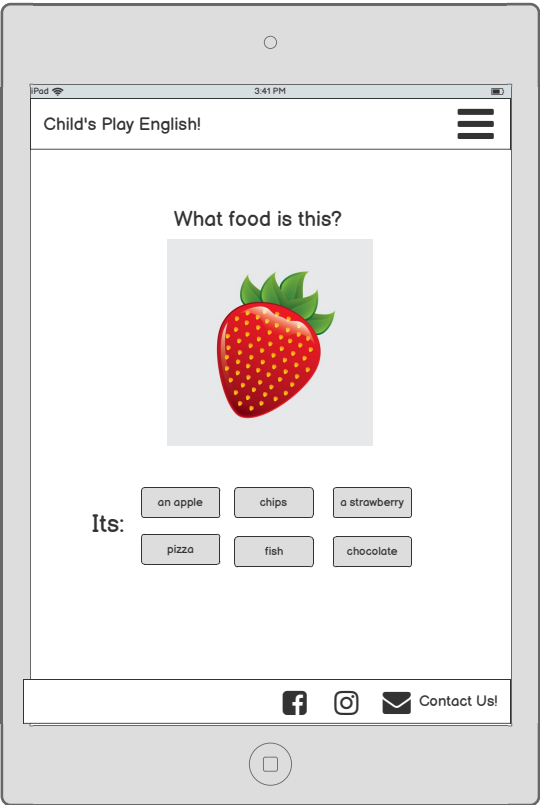 iPad 3:41 PM
Child's Play English!
What food is this?
an apple chips a strawberry
Its:
pizza fish chocolate
Contact Us!